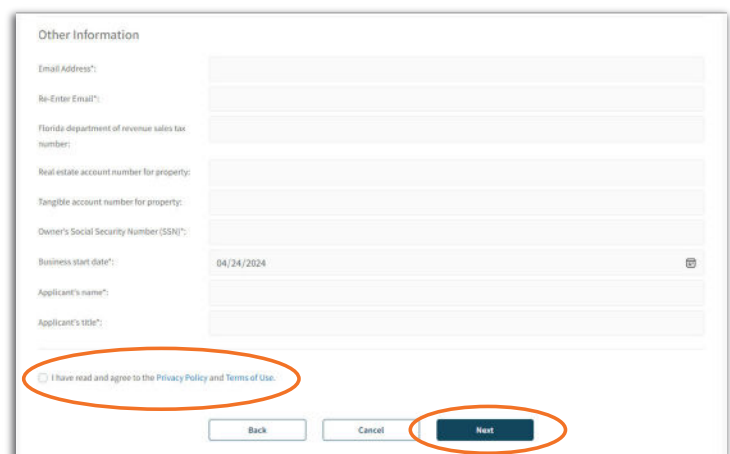 Other Information
Email Address*:
Re-Enter Email*:
Florida department of revenue sales tax
number:
Real estate account number for property:
Tangible account number for property:
Owner's Social Security Number (SSN)*:
Business start date*: 04/24/2024
Applicant's name*:
Applicant's title*:
I have read and agree to the Privacy Policy and Terms of Use.
Back Cancel Next